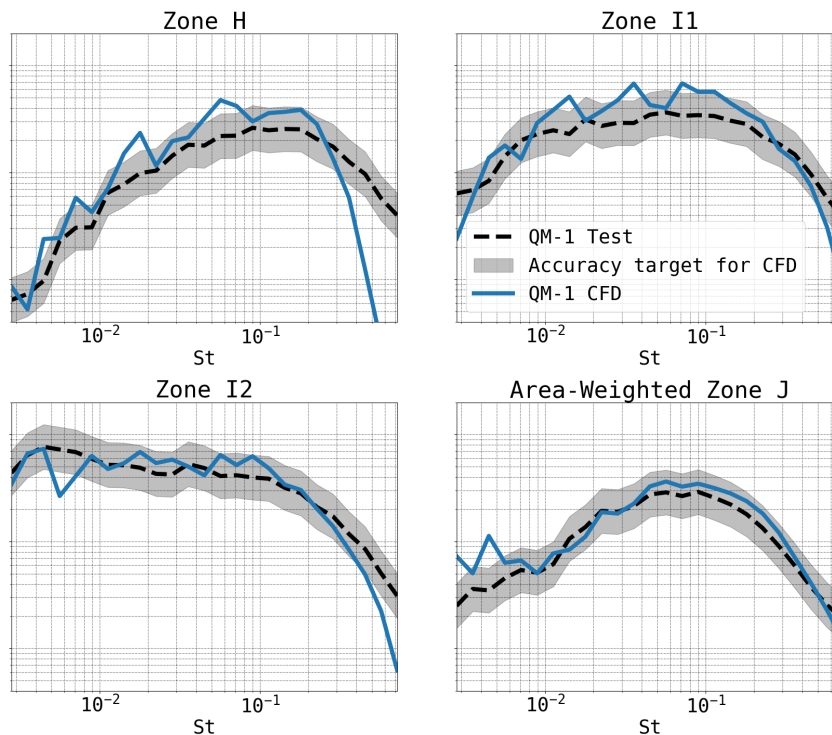 Zone H
Zone I1
QM-1 Test
Accuracy target for CFD
QM-1 CFD
10⁻² 10⁻¹
St
10⁻² 10⁻¹
St
Zone I2
Area-Weighted Zone J
10⁻² 10⁻¹
St
10⁻² 10⁻¹
St